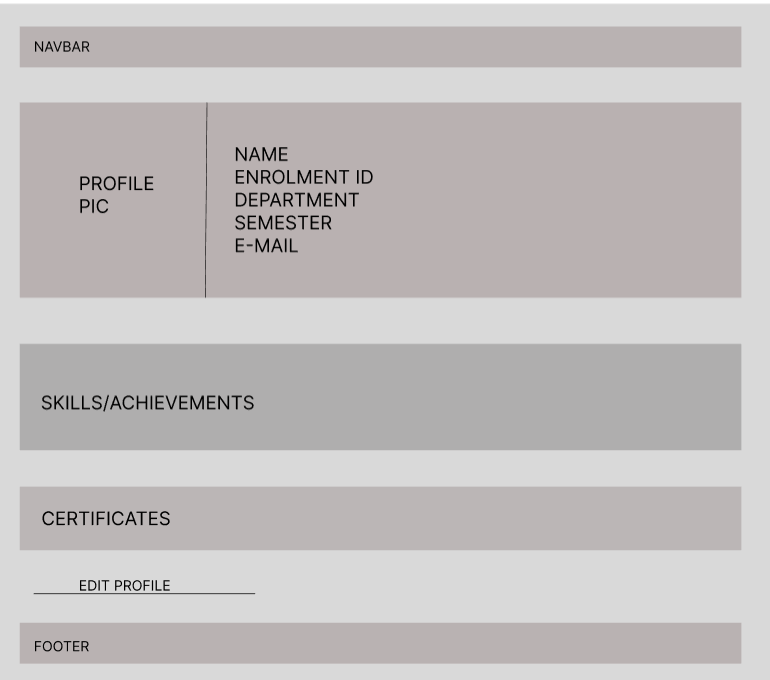 NAVBAR
PROFILE
PIC
NAME
ENROLMENT ID
DEPARTMENT
SEMESTER
E-MAIL
SKILLS/ACHIEVEMENTS
CERTIFICATES
EDIT PROFILE
FOOTER